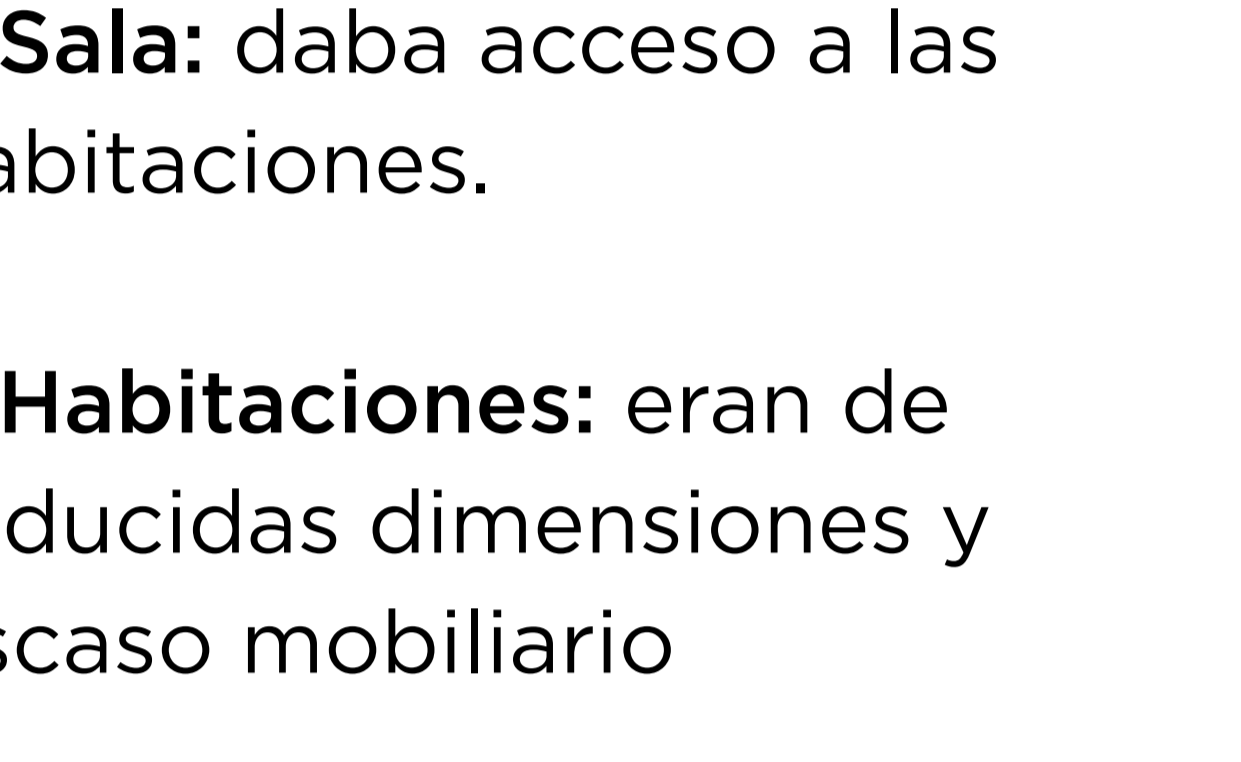 Sala: daba acceso a las
abitaciones.
Habitaciones: eran de
ducidas dimensiones y
scaso mobiliario